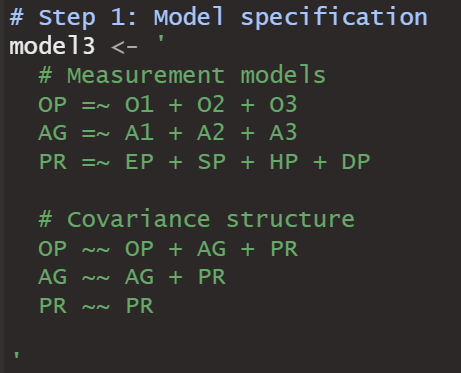 # Step 1: Model specification
model3 <- '
  # Measurement models
  OP =~ O1 + O2 + O3
  AG =~ A1 + A2 + A3
  PR =~ EP + SP + HP + DP

  # Covariance structure
  OP ~~ OP + AG + PR
  AG ~~ AG + PR
  PR ~~ PR

'